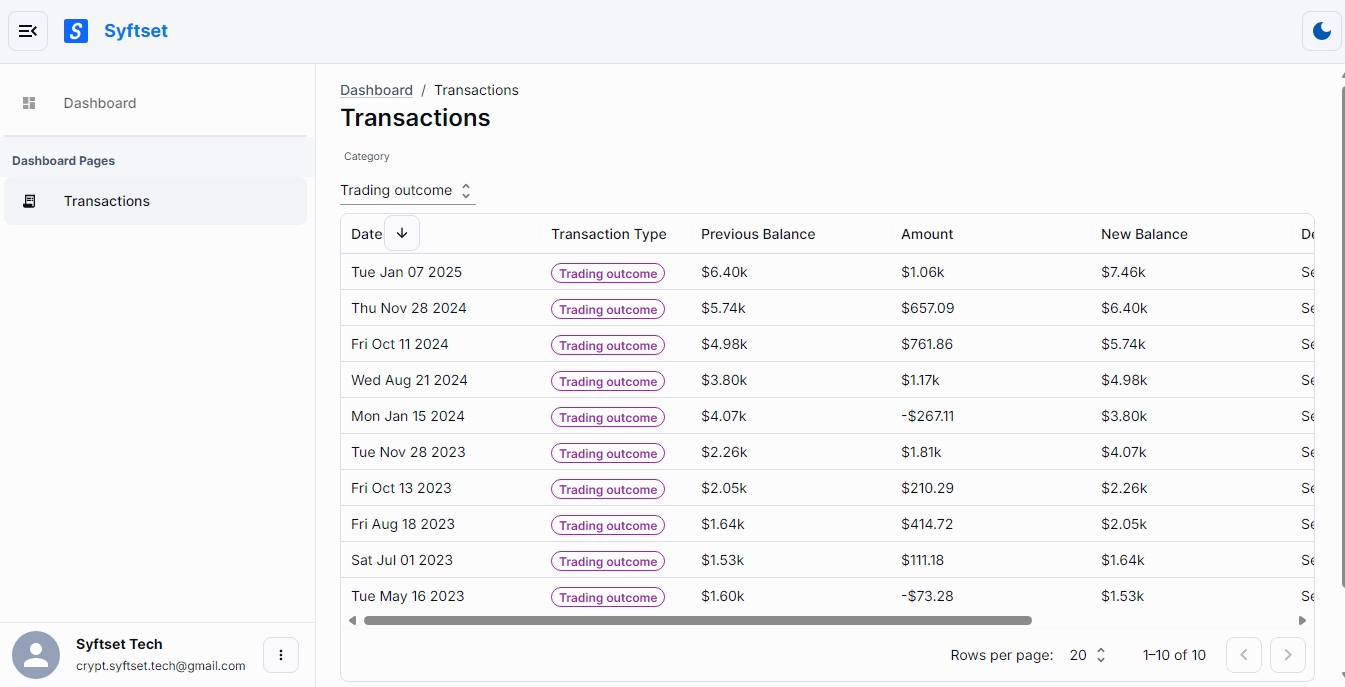 S Syftset
Dashboard
Dashboard Pages
Transactions
Dashboard / Transactions
Transactions
Category
Trading outcome
Date Transaction Type Previous Balance Amount New Balance De
Tue Jan 07 2025 Trading outcome $6.40k $1.06k $7.46k Se
Thu Nov 28 2024 Trading outcome $5.74k $657.09 $6.40k Se
Fri Oct 11 2024 Trading outcome $4.98k $761.86 $5.74k Se
Wed Aug 21 2024 Trading outcome $3.80k $1.17k $4.98k Se
Mon Jan 15 2024 Trading outcome $4.07k -$267.11 $3.80k Se
Tue Nov 28 2023 Trading outcome $2.26k $1.81k $4.07k Se
Fri Oct 13 2023 Trading outcome $2.05k $210.29 $2.26k Se
Fri Aug 18 2023 Trading outcome $1.64k $414.72 $2.05k Se
Sat Jul 01 2023 Trading outcome $1.53k $111.18 $1.64k Se
Tue May 16 2023 Trading outcome $1.60k -$73.28 $1.53k Se
Rows per page: 20 1–10 of 10
Syftset Tech
crypt.syftset.tech@gmail.com